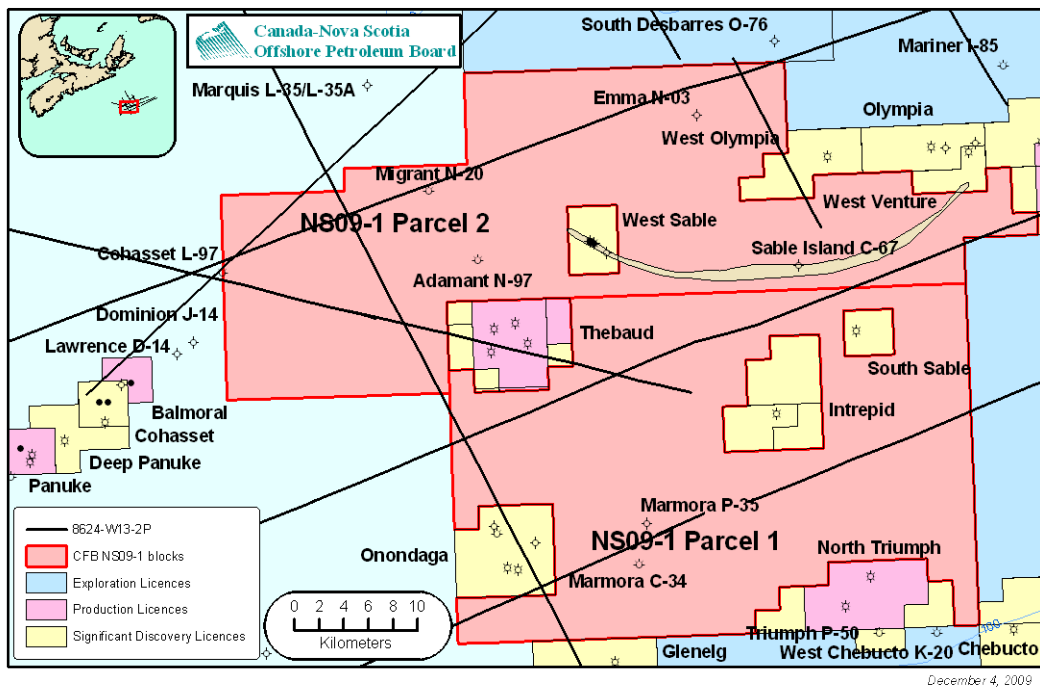 Canada-Nova Scotia
Offshore Petroleum Board
South Desbarres O-76
Mariner I-85
Marquis L-35/L-35A
Emma N-03
Olympia
West Olympia
Migrant N-20
NS09-1 Parcel 2
West Sable
West Venture
Cohasset L-97
Sable Island C-67
Adamant N-97
Dominion J-14
Thebaud
Lawrence D-14
South Sable
Balmoral
Intrepid
Cohasset
Deep Panuke
Panuke
Marmora P-35
NS09-1 Parcel 1
North Triumph
Onondaga
Marmora C-34
Triumph P-50
West Chebucto K-20
Chebucto
Glenelg
100
8624-W13-2P
CFB NS09-1 blocks
Exploration Licences
Production Licences
Significant Discovery Licences
0 2 4 6 8 10
Kilometers
December 4, 2009